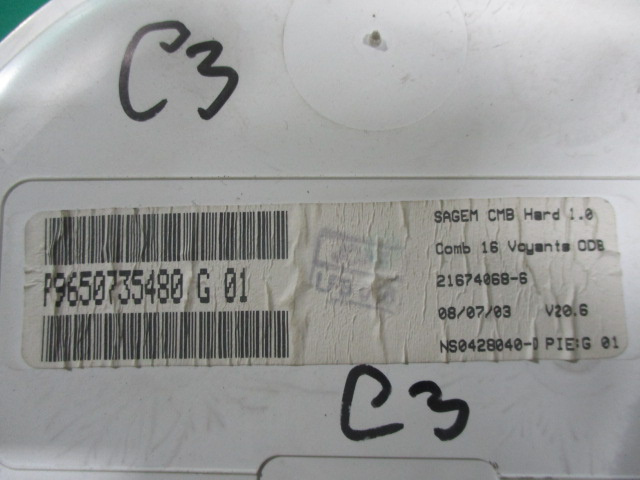 C3
SAGEM CMB Hard 1.0
Comb 16 Voyants ODB
21674068-6
P9650735480 G 01
08/07/03 V20.6
NS0428040-D PIE:G 01
C3